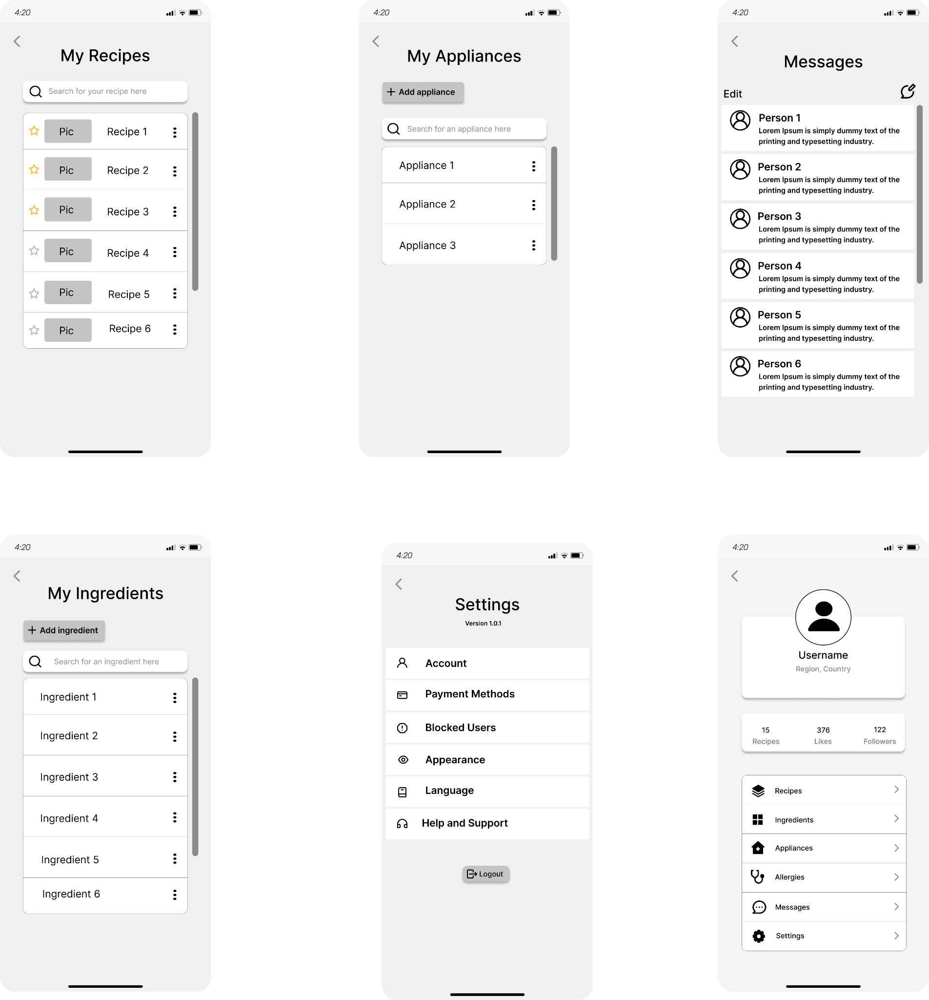 4:20
My Recipes
Search for your recipe here
Pic Recipe 1
Pic Recipe 2
Pic Recipe 3
Pic Recipe 4
Pic Recipe 5
Pic Recipe 6
4:20
My Appliances
Add appliance
Search for an appliance here
Appliance 1
Appliance 2
Appliance 3
4:20
Messages
Edit
Person 1
Lorem Ipsum is simply dummy text of the
printing and typesetting industry.
Person 2
Lorem Ipsum is simply dummy text of the
printing and typesetting industry.
Person 3
Lorem Ipsum is simply dummy text of the
printing and typesetting industry.
Person 4
Lorem Ipsum is simply dummy text of the
printing and typesetting industry.
Person 5
Lorem Ipsum is simply dummy text of the
printing and typesetting industry.
Person 6
Lorem Ipsum is simply dummy text of the
printing and typesetting industry.
4:20
My Ingredients
Add ingredient
Search for an ingredient here
Ingredient 1
Ingredient 2
Ingredient 3
Ingredient 4
Ingredient 5
Ingredient 6
4:20
Settings
Version 1.0.1
Account
Payment Methods
Blocked Users
Appearance
Language
Help and Support
Logout
4:20
Username
Region, Country
15 376 122
Recipes Likes Followers
Recipes
Ingredients
Appliances
Allergies
Messages
Settings